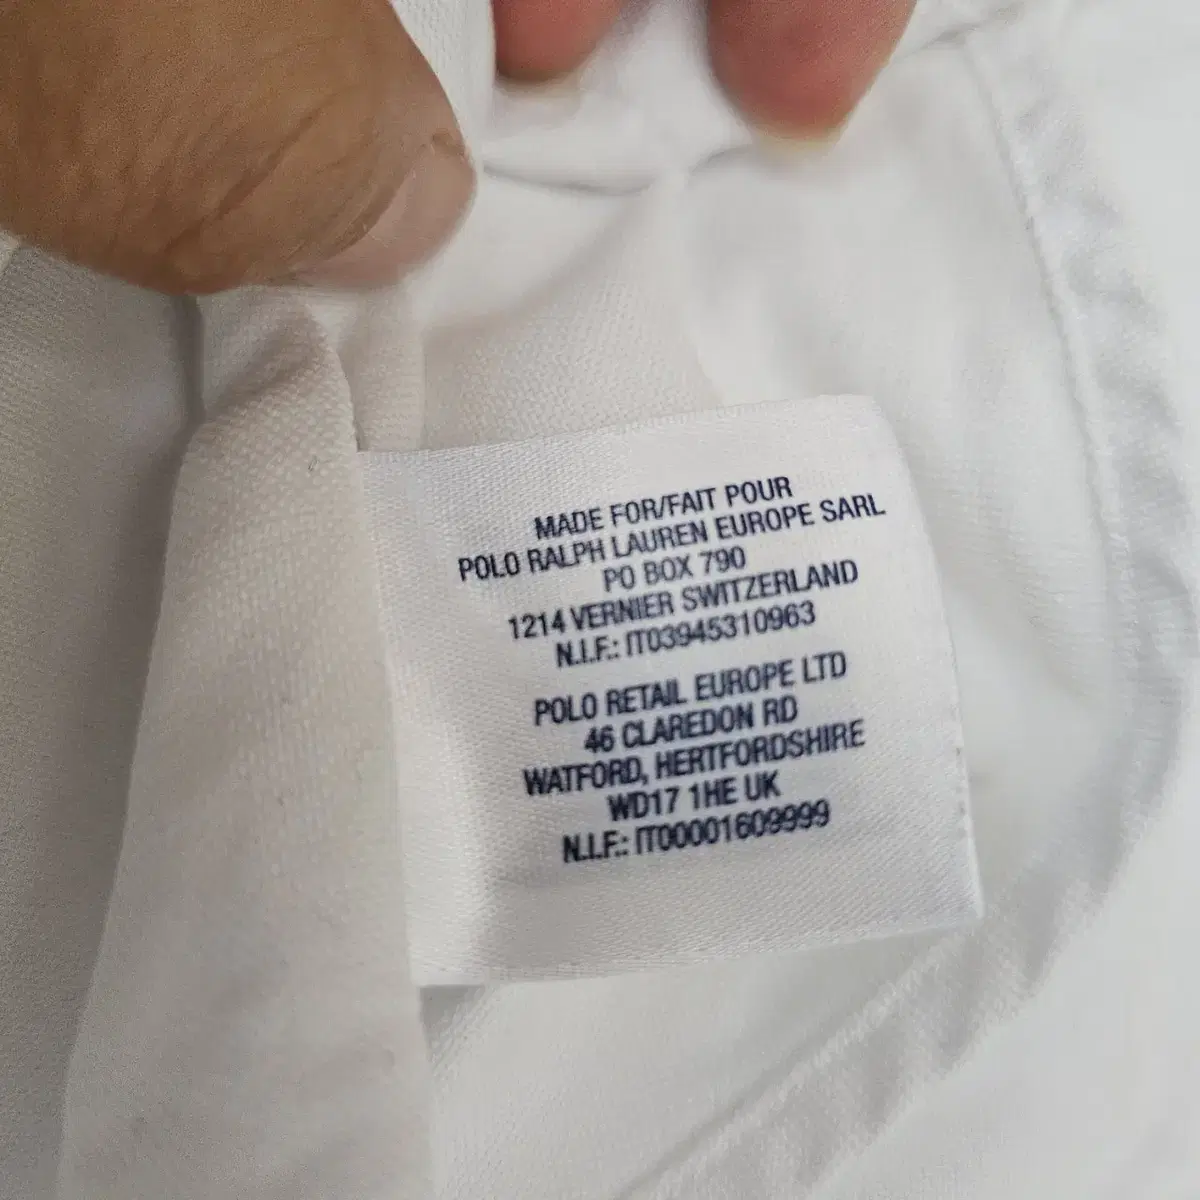 MADE FOR/FAIT POUR
POLO RALPH LAUREN EUROPE SARL
PO BOX 790
1214 VERNIER SWITZERLAND
N.I.F.: IT03945310963
POLO RETAIL EUROPE LTD
46 CLAREDON RD
WATFORD, HERTFORDSHIRE
WD17 1HE UK
N.I.F.: IT00001609999